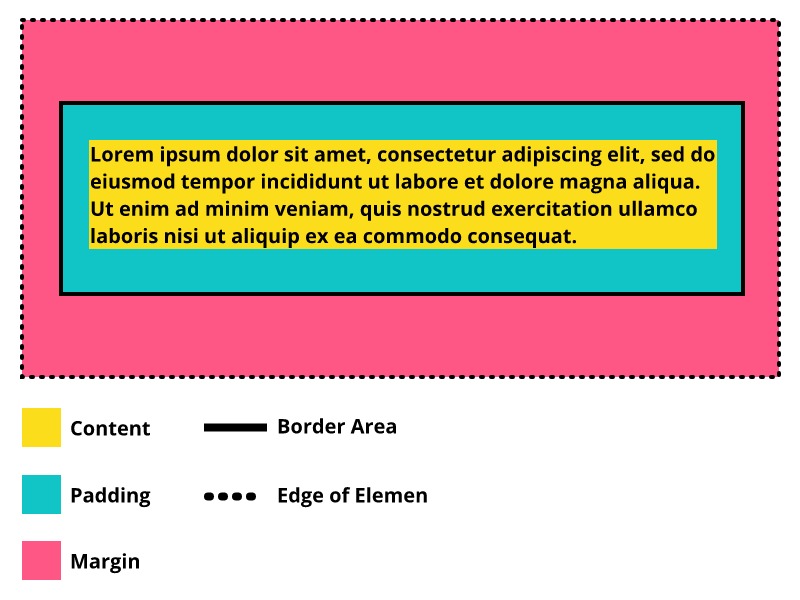 Lorem ipsum dolor sit amet, consectetur adipiscing elit, sed do
eiusmod tempor incididunt ut labore et dolore magna aliqua.
Ut enim ad minim veniam, quis nostrud exercitation ullamco
laboris nisi ut aliquip ex ea commodo consequat.
Content
Border Area
Padding
Edge of Elemen
Margin